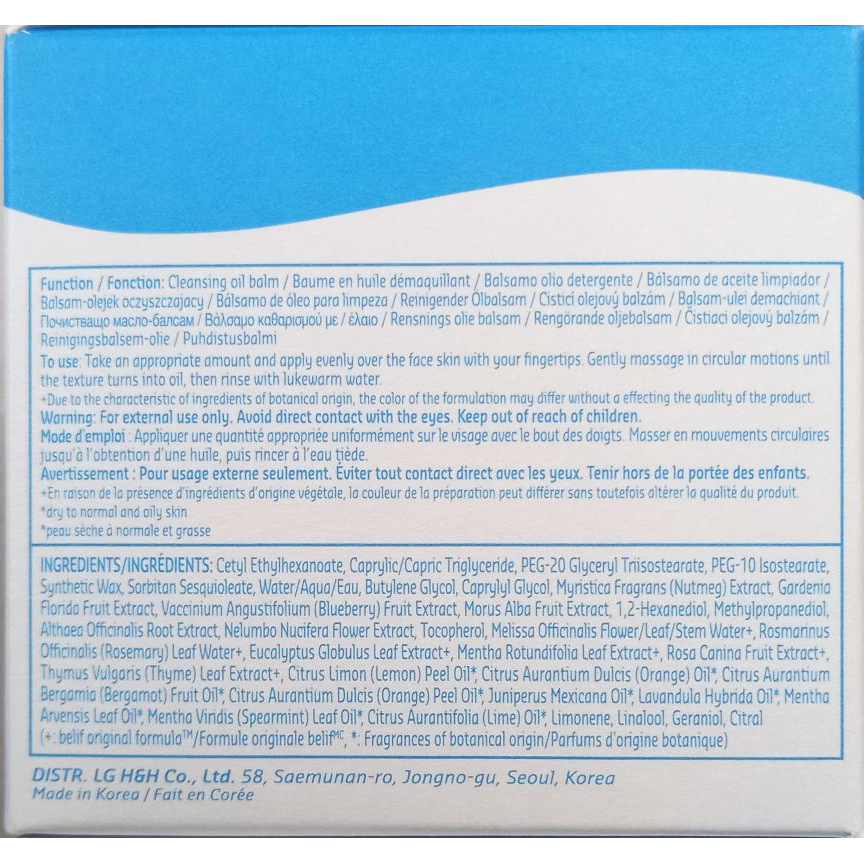 Function / Fonction: Cleansing oil balm / Baume en huile démaquillant / Balsamo olio detergente / Bálsamo de aceite limpiador /
Balsam-olejek oczyszczajacy / Bálsamo de óleo para limpeza / Reinigender Ölbalsam / Čisticí olejový balzám / Balsam-ulei demachiant /
Почистващо масло-балсам / Βάλσαμο καθαρισμού με / έλαιο / Rensnings olie balsam / Rengörande oljebalsam / Čistiaci olejový balzám /
Reinigingsbalsem-olie / Puhdistusbalmi
To use: Take an appropriate amount and apply evenly over the face skin with your fingertips. Gently massage in circular motions until
the texture turns into oil, then rinse with lukewarm water.
+Due to the characteristic of ingredients of botanical origin, the color of the formulation may differ without a effecting the quality of the product.
Warning: For external use only. Avoid direct contact with the eyes. Keep out of reach of children.
Mode d'emploi : Appliquer une quantité appropriée uniformément sur le visage avec le bout des doigts. Masser en mouvements circulaires
jusqu'à l'obtention d'une huile, puis rincer à l'eau tiède.
Avertissement : Pour usage externe seulement. Éviter tout contact direct avec les yeux. Tenir hors de la portée des enfants.
+En raison de la présence d'ingrédients d'origine végétale, la couleur de la préparation peut différer sans toutefois altérer la qualité du produit.
*dry to normal and oily skin
*peau sèche à normale et grasse
INGREDIENTS/INGRÉDIENTS: Cetyl Ethylhexanoate, Caprylic/Capric Triglyceride, PEG-20 Glyceryl Triisostearate, PEG-10 Isostearate,
Synthetic Wax, Sorbitan Sesquioleate, Water/Aqua/Eau, Butylene Glycol, Caprylyl Glycol, Myristica Fragrans (Nutmeg) Extract, Gardenia
Florida Fruit Extract, Vaccinium Angustifolium (Blueberry) Fruit Extract, Morus Alba Fruit Extract, 1,2-Hexanediol, Methylpropanediol,
Althaea Officinalis Root Extract, Nelumbo Nucifera Flower Extract, Tocopherol, Melissa Officinalis Flower/Leaf/Stem Water+, Rosmarinus
Officinalis (Rosemary) Leaf Water+, Eucalyptus Globulus Leaf Extract+, Mentha Rotundifolia Leaf Extract+, Rosa Canina Fruit Extract+,
Thymus Vulgaris (Thyme) Leaf Extract+, Citrus Limon (Lemon) Peel Oil*, Citrus Aurantium Dulcis (Orange) Oil*, Citrus Aurantium
Bergamia (Bergamot) Fruit Oil*, Citrus Aurantium Dulcis (Orange) Peel Oil*, Juniperus Mexicana Oil*, Lavandula Hybrida Oil*, Mentha
Arvensis Leaf Oil*, Mentha Viridis (Spearmint) Leaf Oil*, Citrus Aurantifolia (Lime) Oil*, Limonene, Linalool, Geraniol, Citral
(+: belif original formula™/Formule originale belif MC, *: Fragrances of botanical origin/Parfums d'origine botanique)
DISTR. LG H&H Co., Ltd. 58, Saemunan-ro, Jongno-gu, Seoul, Korea
Made in Korea / Fait en Corée